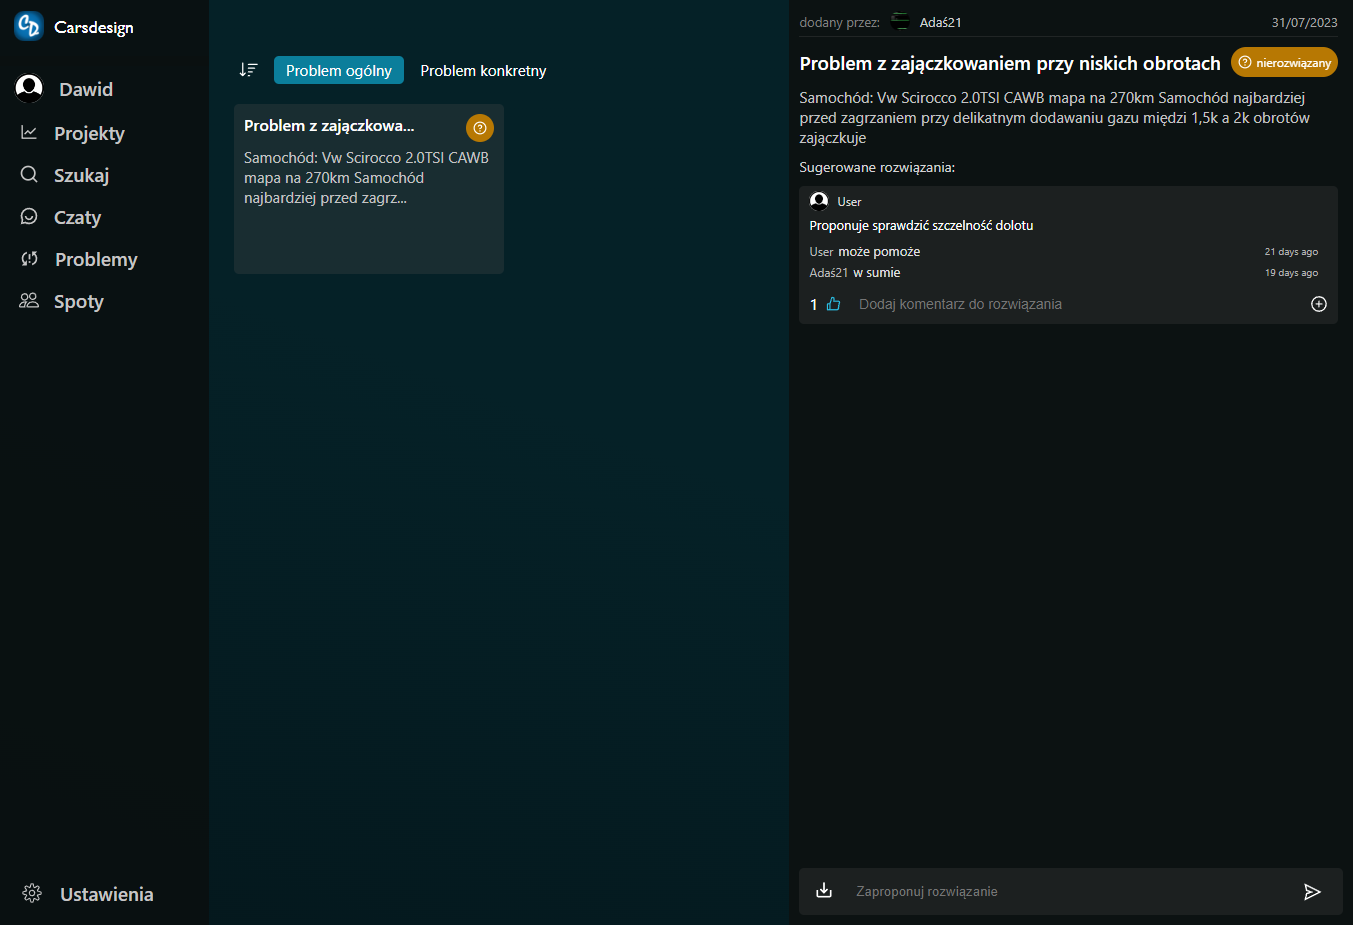 Carsdesign
Dawid
Projekty
Szukaj
Czaty
Problemy
Spoty
Ustawienia
Problem ogólny
Problem konkretny
Problem z zajączkowa...
Samochód: Vw Scirocco 2.0TSI CAWB
mapa na 270km Samochód
najbardziej przed zagrz...
dodany przez: Adaś21 31/07/2023
Problem z zajączkowaniem przy niskich obrotach
nierozwiązany
Samochód: Vw Scirocco 2.0TSI CAWB mapa na 270km Samochód najbardziej
przed zagrzaniem przy delikatnym dodawaniu gazu między 1,5k a 2k obrotów
zajączkuje
Sugerowane rozwiązania:
User
Proponuje sprawdzić szczelność dolotu
User może pomoże 21 days ago
Adaś21 w sumie 19 days ago
1 Dodaj komentarz do rozwiązania
Zaproponuj rozwiązanie